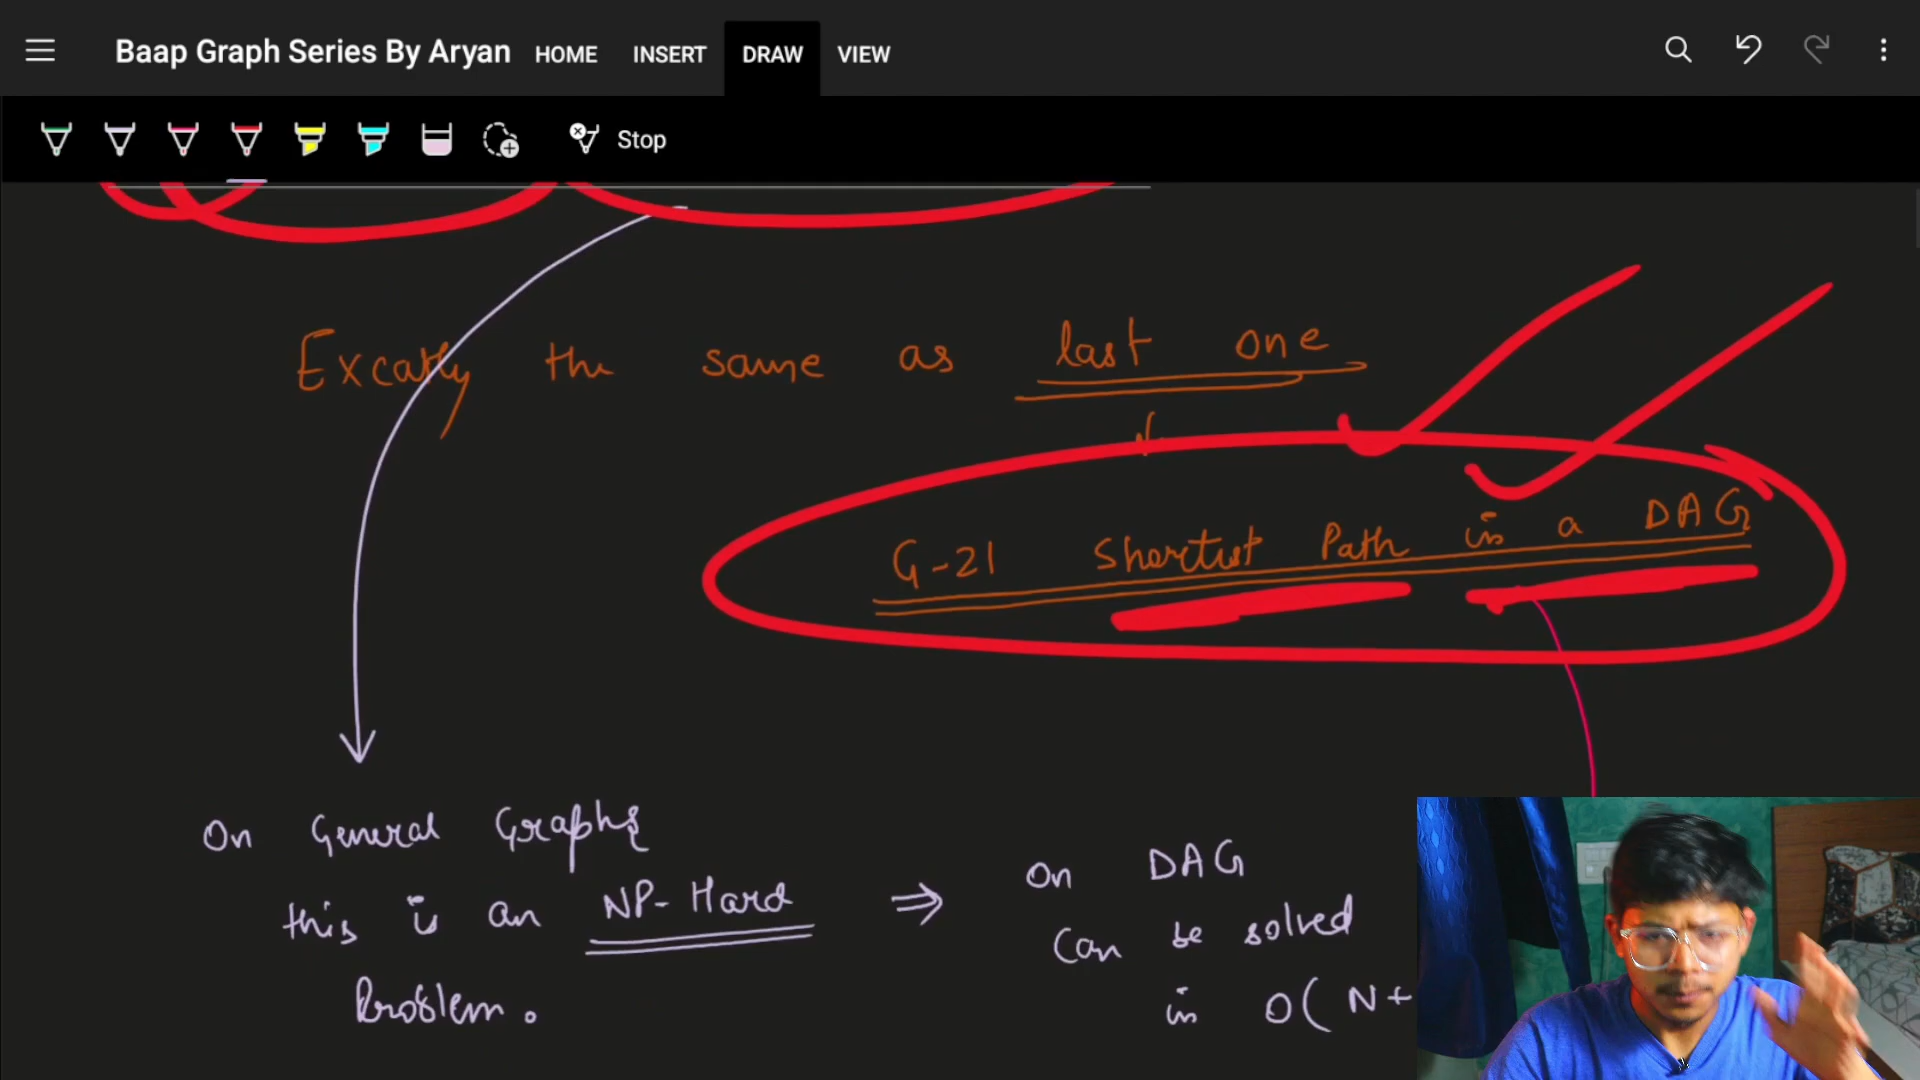 Baap Graph Series By Aryan HOME INSERT DRAW VIEW
Stop
Excatly the same as last one
G-21 Shortest Path in a DAG
On General Graphs
this is an NP-Hard
Problem.
⇒
On DAG
Can be solved
in O(N+